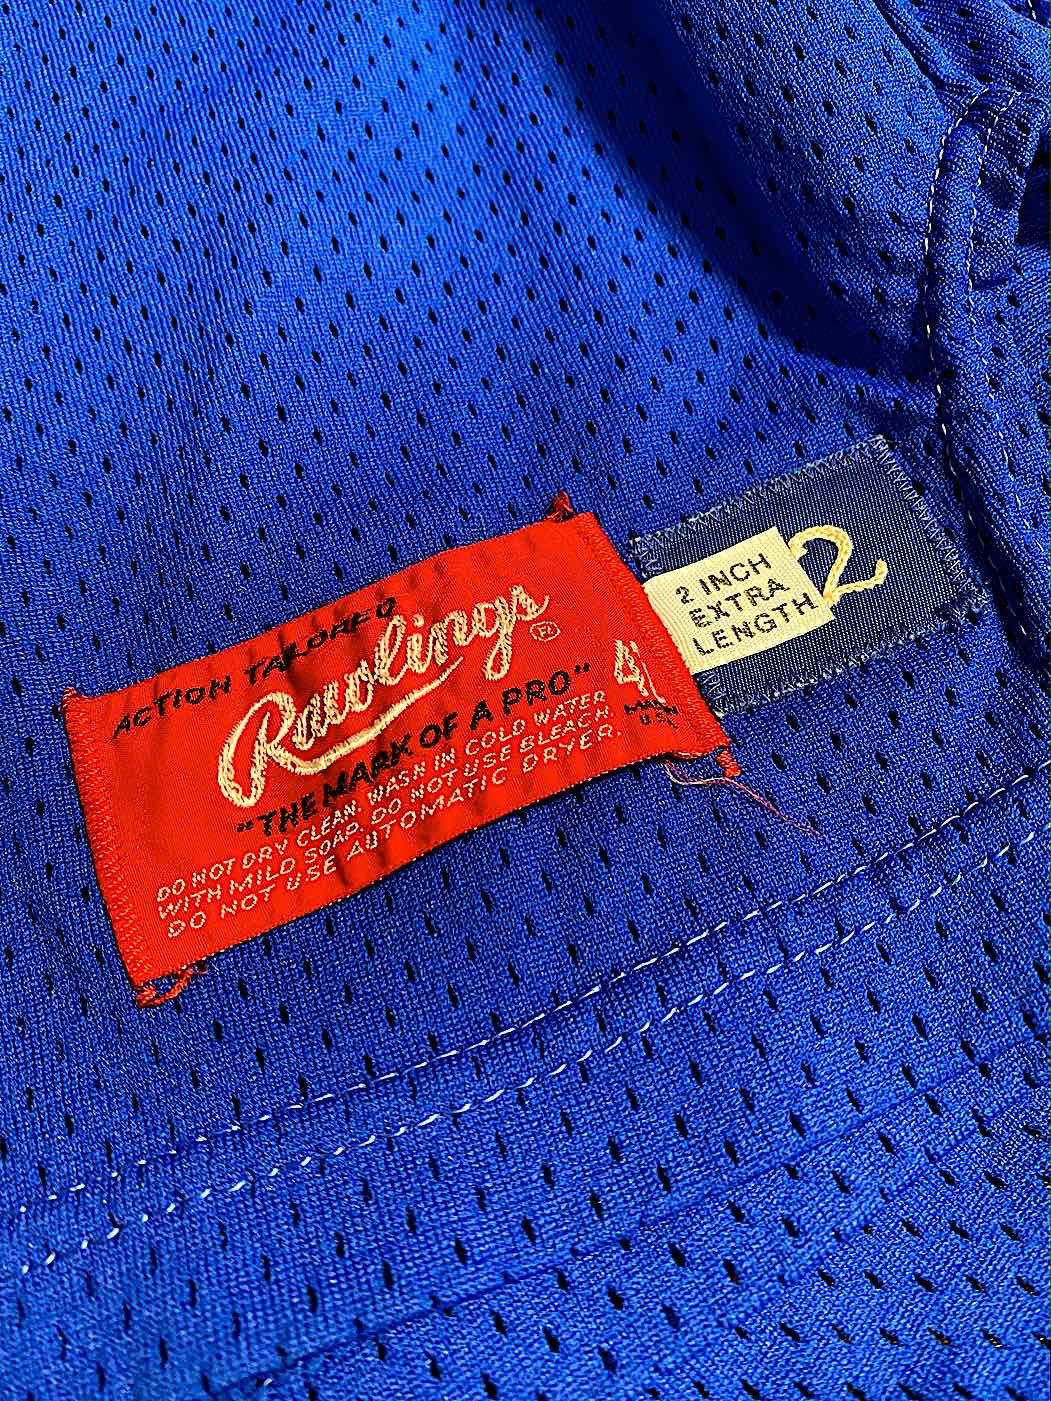 ACTION TAILORED
Rawlings
"THE MARK OF A PRO"
DO NOT DRY CLEAN. WASH IN COLD WATER
WITH MILD SOAP. DO NOT USE BLEACH.
DO NOT USE AUTOMATIC DRYER.
2 INCH
EXTRA
LENGTH
2